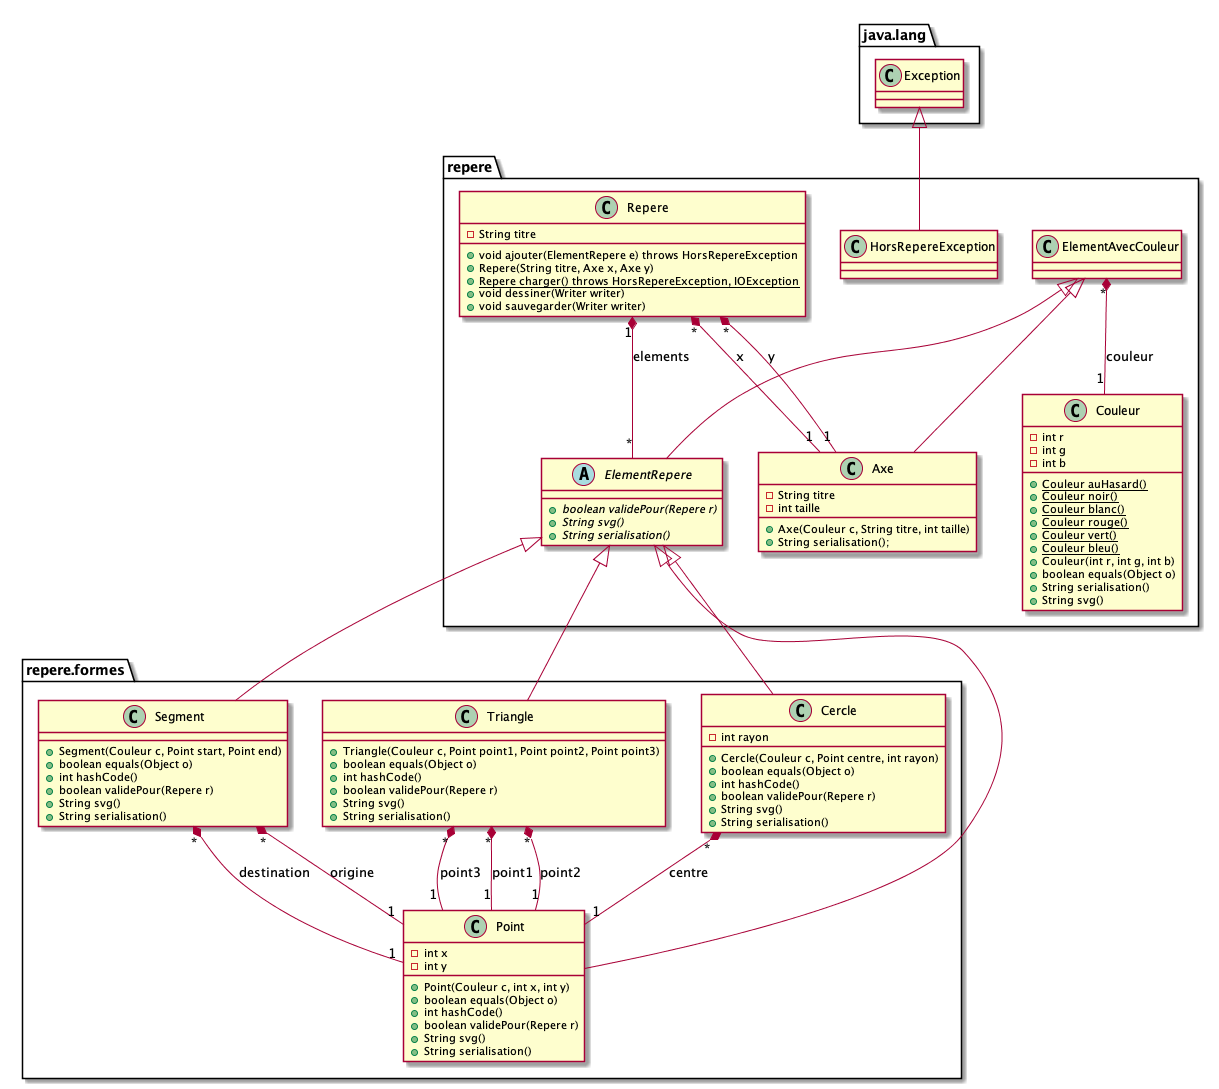 java.lang
C Exception
repere
C Repere
String titre
void ajouter(ElementRepere e) throws HorsRepereException
Repere(String titre, Axe x, Axe y)
Repere charger() throws HorsRepereException, IOException
void dessiner(Writer writer)
void sauvegarder(Writer writer)
C HorsRepereException
C ElementAvecCouleur
1
*
*
*
elements
x
y
couleur
*
1
1
1
A ElementRepere
boolean validePour(Repere r)
String svg()
String serialisation()
C Axe
String titre
int taille
Axe(Couleur c, String titre, int taille)
String serialisation();
C Couleur
int r
int g
int b
Couleur auHasard()
Couleur noir()
Couleur blanc()
Couleur rouge()
Couleur vert()
Couleur bleu()
Couleur(int r, int g, int b)
boolean equals(Object o)
String serialisation()
String svg()
repere.formes
C Segment
Segment(Couleur c, Point start, Point end)
boolean equals(Object o)
int hashCode()
boolean validePour(Repere r)
String svg()
String serialisation()
C Triangle
Triangle(Couleur c, Point point1, Point point2, Point point3)
boolean equals(Object o)
int hashCode()
boolean validePour(Repere r)
String svg()
String serialisation()
C Cercle
int rayon
Cercle(Couleur c, Point centre, int rayon)
boolean equals(Object o)
int hashCode()
boolean validePour(Repere r)
String svg()
String serialisation()
*
*
*
*
*
*
destination
origine
point3
point1
point2
centre
1
1
1
1
1
1
C Point
int x
int y
Point(Couleur c, int x, int y)
boolean equals(Object o)
int hashCode()
boolean validePour(Repere r)
String svg()
String serialisation()